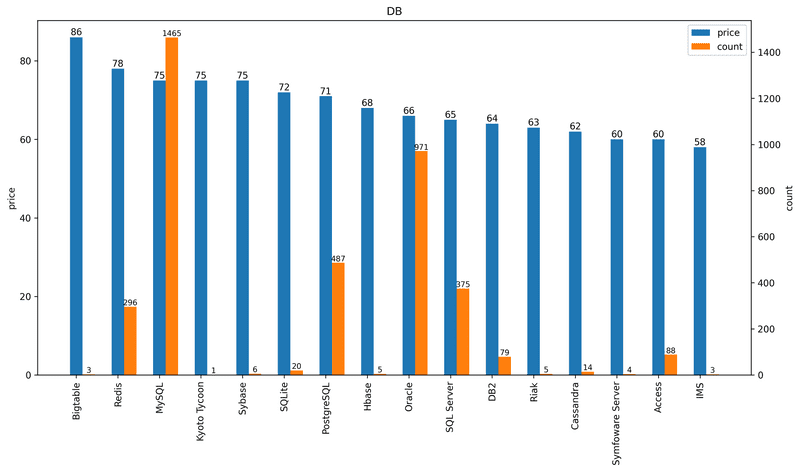 DB
price
count
86
78
75
75
75
72
71
68
66
65
64
63
62
60
60
58
3
296
1465
1
6
20
487
5
971
375
79
5
14
4
88
3
80
60
40
20
0
price
1400
1200
1000
800
600
400
200
0
count
Bigtable
Redis
MySQL
Kyoto Tycoon
Sybase
SQLite
PostgreSQL
Hbase
Oracle
SQL Server
DB2
Riak
Cassandra
Symfoware Server
Access
IMS